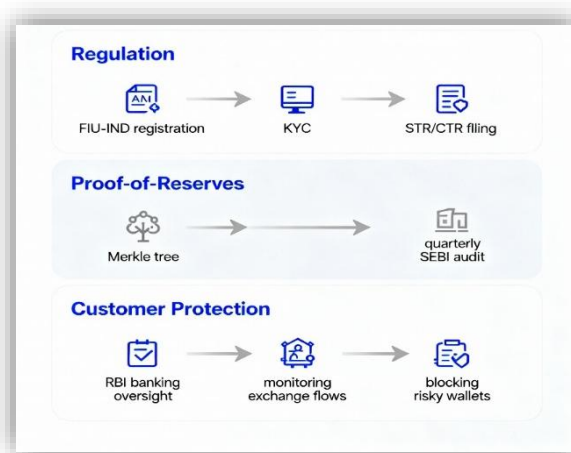 Regulation
FIU-IND registration
KYC
STR/CTR flling
Proof-of-Reserves
Merkle tree
quarterly
SEBI audit
Customer Protection
RBI banking
oversight
monitoring
exchange flows
blocking
risky wallets